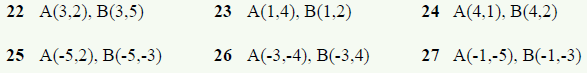 22 A(3,2), B(3,5) 23 A(1,4), B(1,2) 24 A(4,1), B(4,2)
25 A(-5,2), B(-5,-3) 26 A(-3,-4), B(-3,4) 27 A(-1,-5), B(-1,-3)